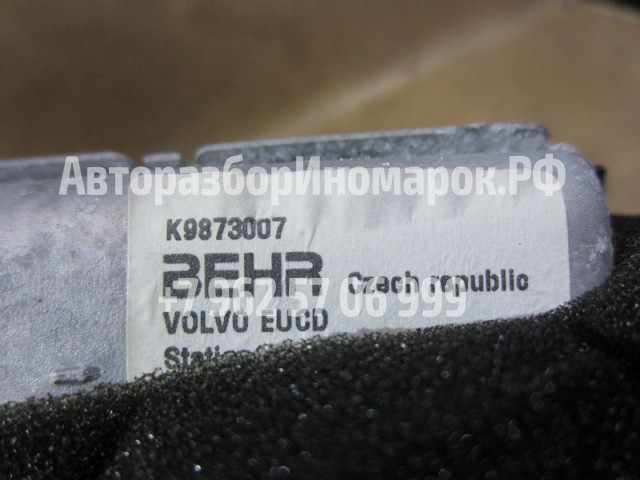 АвторазборИномарок.РФ
K9873007
BEHR Czech republic
+7 962 57 06 999
VOLVO EUCD